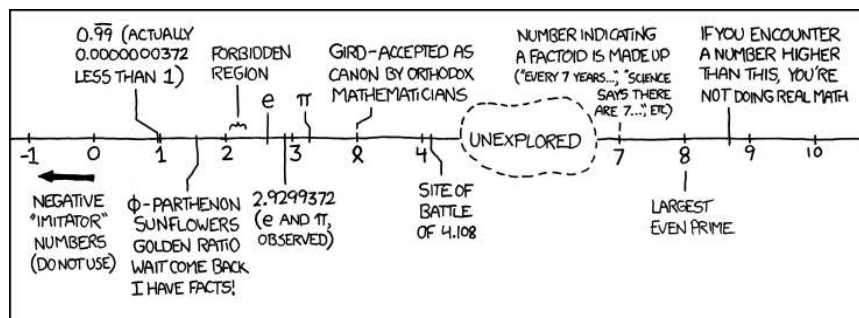 0.99 (ACTUALLY
0.0000000372
LESS THAN 1)
FORBIDDEN
REGION
e
π
GIRD-ACCEPTED AS
CANON BY ORTHODOX
MATHEMATICIANS
NUMBER INDICATING
A FACTOID IS MADE UP
("EVERY 7 YEARS...", "SCIENCE
SAYS THERE
ARE 7...", ETC)
IF YOU ENCOUNTER
A NUMBER HIGHER
THAN THIS, YOU'RE
NOT DOING REAL MATH
UNEXPLORED
-1 0 1 2 3 4 7 8 9 10
NEGATIVE
"IMITATOR"
NUMBERS
(DO NOT USE)
ϕ-PARTHENON
SUNFLOWERS
GOLDEN RATIO
WAIT COME BACK
I HAVE FACTS!
2.9299372
(e AND π,
OBSERVED)
SITE OF
BATTLE
OF 4.108
LARGEST
EVEN PRIME